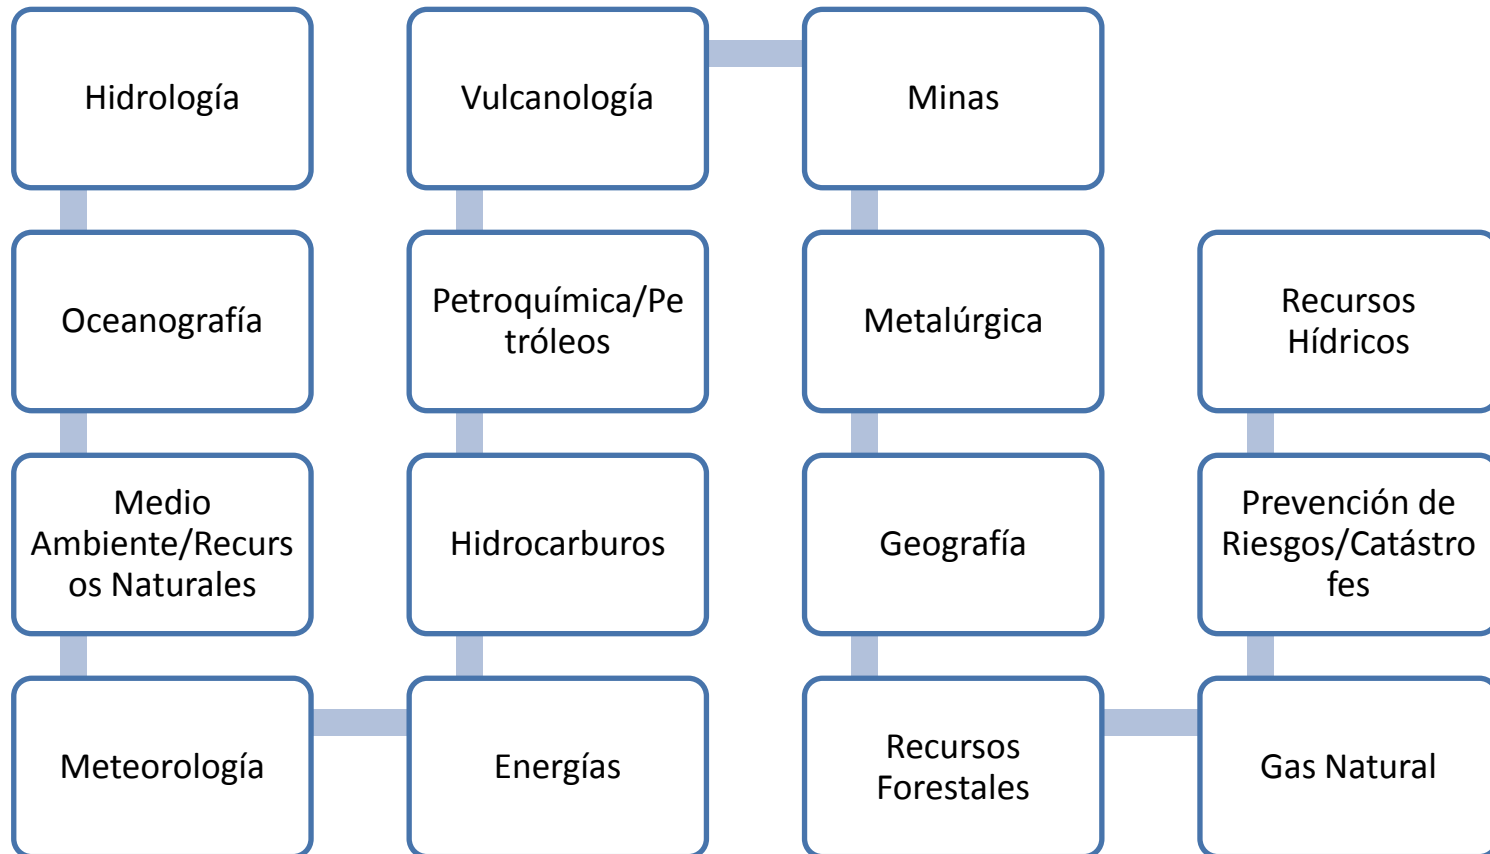 Hidrología
Oceanografía
Medio
Ambiente/Recurs
os Naturales
Meteorología
Energías
Hidrocarburos
Petroquímica/Pe
tróleos
Vulcanología
Minas
Metalúrgica
Geografía
Recursos
Forestales
Gas Natural
Prevención de
Riesgos/Catástro
fes
Recursos
Hídricos